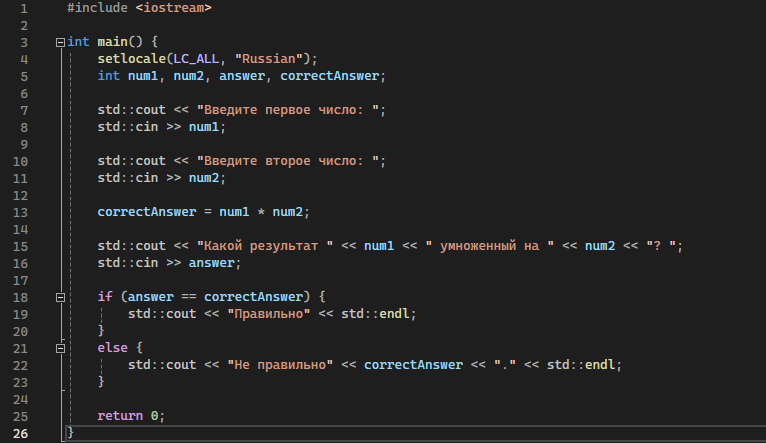 1 #include <iostream>
2
3 int main() {
4 setlocale(LC_ALL, "Russian");
5 int num1, num2, answer, correctAnswer;
6
7 std::cout << "Введите первое число: ";
8 std::cin >> num1;
9
10 std::cout << "Введите второе число: ";
11 std::cin >> num2;
12
13 correctAnswer = num1 * num2;
14
15 std::cout << "Какой результат " << num1 << " умноженный на " << num2 << "? ";
16 std::cin >> answer;
17
18 if (answer == correctAnswer) {
19 std::cout << "Правильно" << std::endl;
20 }
21 else {
22 std::cout << "Не правильно" << correctAnswer << "." << std::endl;
23 }
24
25 return 0;
26 }